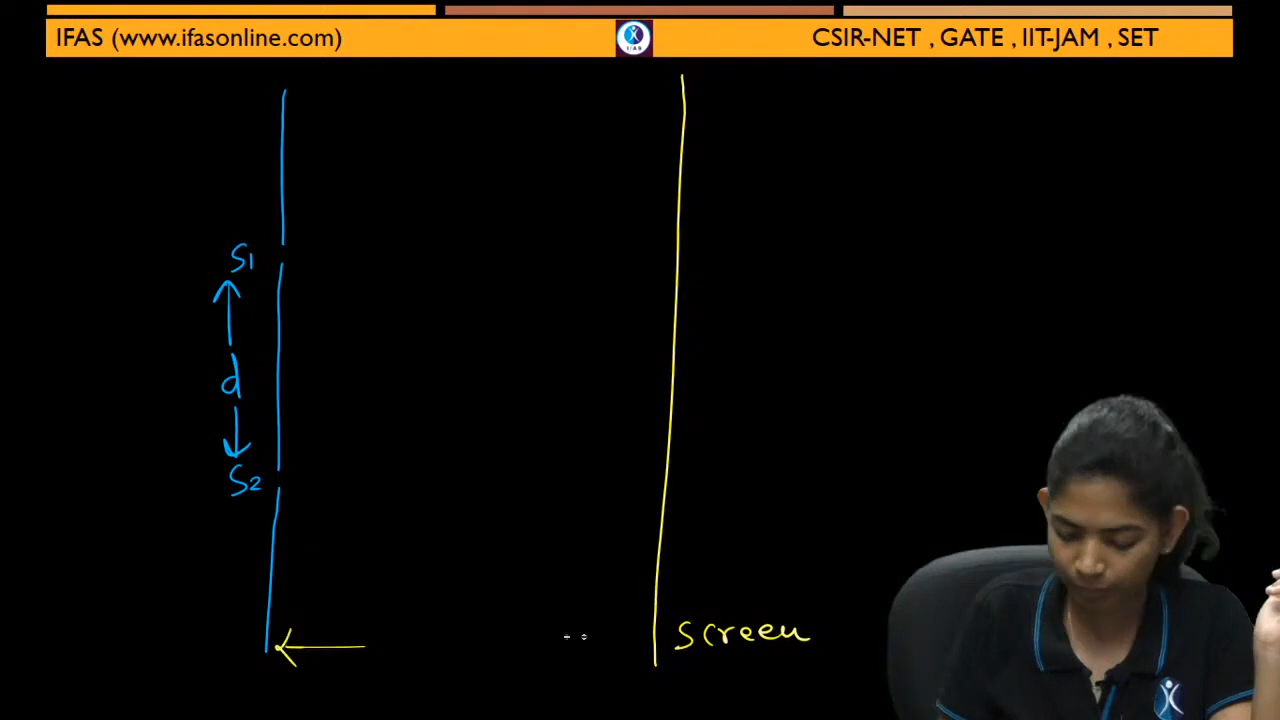 IFAS (www.ifasonline.com)
CSIR-NET , GATE , IIT-JAM , SET
S1
d
S2
screen